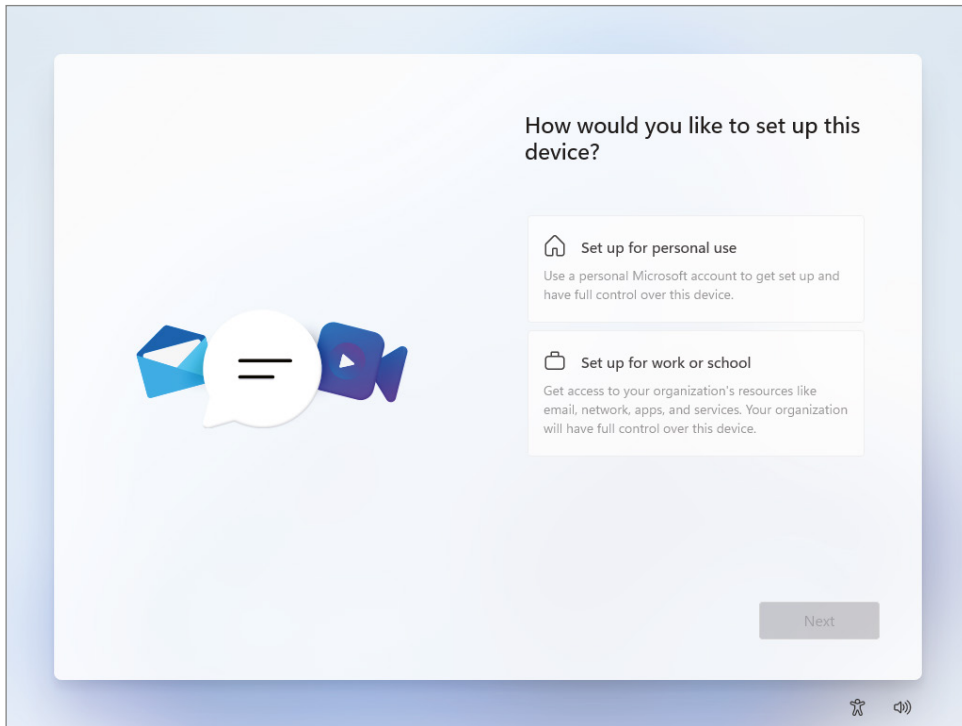 How would you like to set up this
device?
Set up for personal use
Use a personal Microsoft account to get set up and
have full control over this device.
Set up for work or school
Get access to your organization's resources like
email, network, apps, and services. Your organization
will have full control over this device.
Next